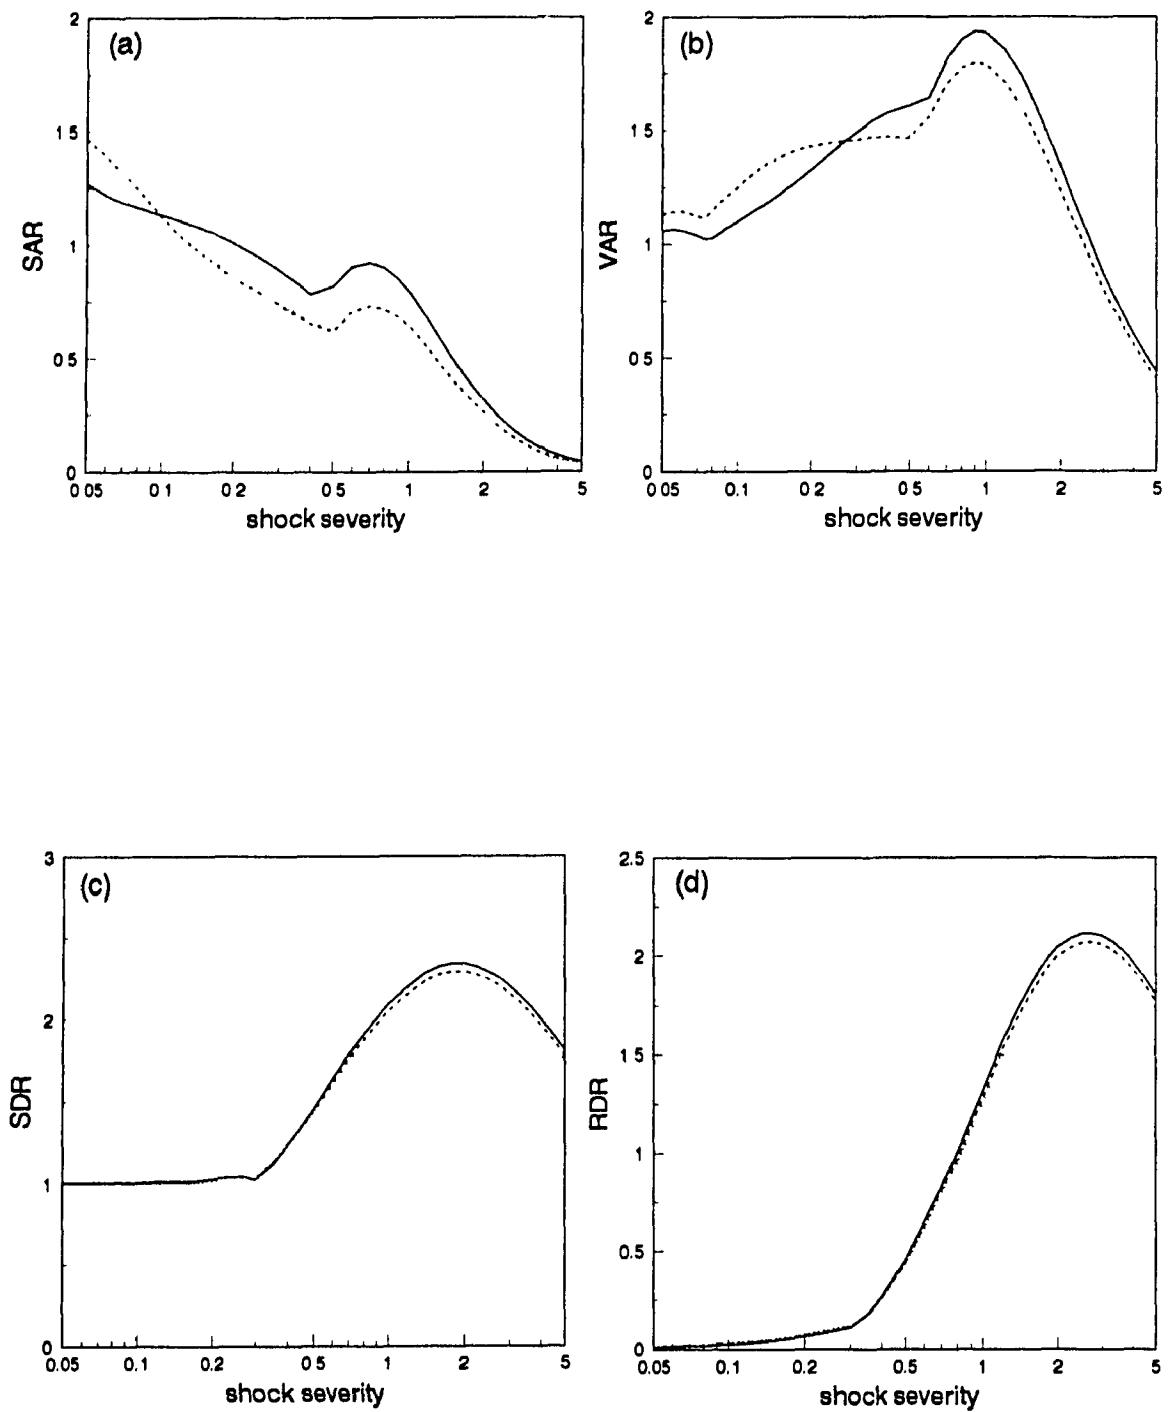 2
(a)
1 5
1
0 5
0
SAR
0 05 0 1 0 2 0 5 1 2 5
shock severity
2
(b)
1.5
1
0.5
0
VAR
0 05 0.1 0 2 0 5 1 2 5
shock severity
3
(c)
2
1
0
SDR
0.05 0.1 0.2 0 5 1 2 5
shock severity
2.5
(d)
2
1 5
1
0.5
0
RDR
0.05 0.1 0.2 0.5 1 2 5
shock severity